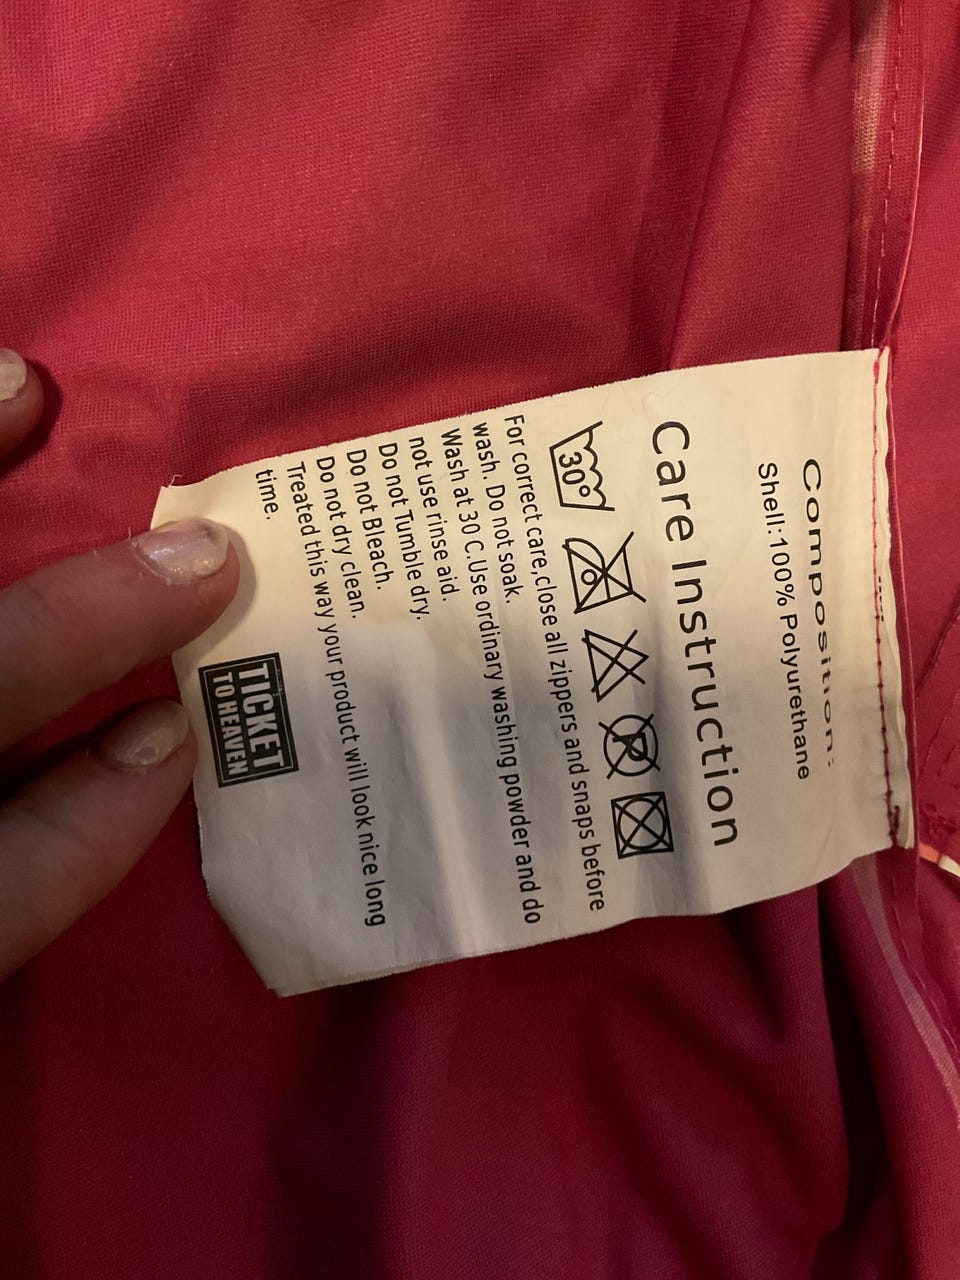 Composition:
Shell:100% Polyurethane
Care Instruction
30°
P
For correct care,close all zippers and snaps before
wash. Do not soak.
Wash at 30 C.Use ordinary washing powder and do
not use rinse aid.
Do not Tumble dry.
Do not Bleach.
Do not dry clean.
Treated this way your product will look nice long
time.
TICKET
TO HEAVEN